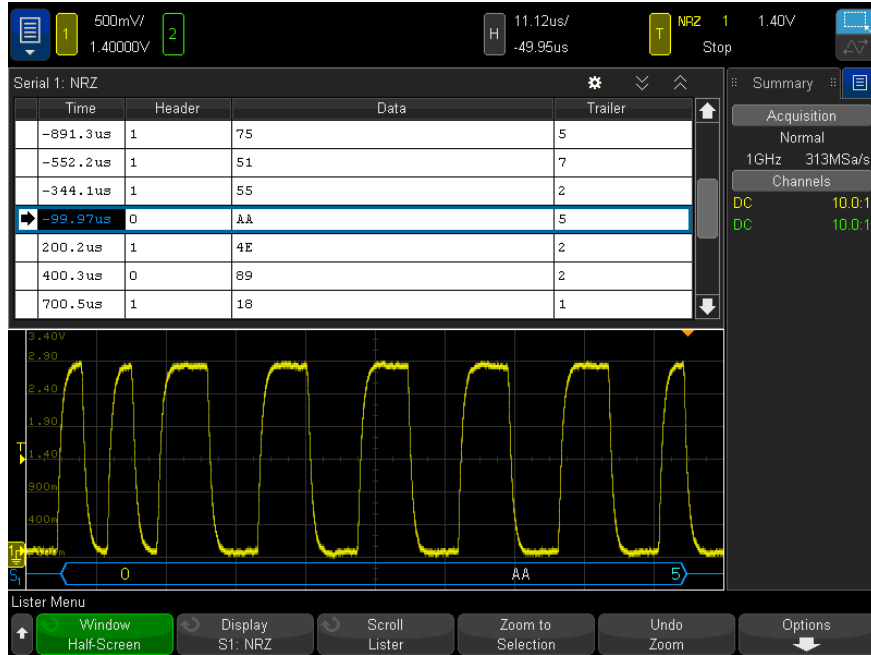 1 500mV/ 2 H 11.12us/ T NRZ 1 1.40V
1.40000V -49.95us Stop
Serial 1: NRZ
Time Header Data Trailer
-891.3us 1 75 5
-552.2us 1 51 7
-344.1us 1 55 2
-99.97us 0 AA 5
200.2us 1 4E 2
400.3us 0 89 2
700.5us 1 18 1
Summary
Acquisition
Normal
1GHz 313MSa/s
Channels
DC 10.0:1
DC 10.0:1
3.40V
2.90
2.40
1.90
T
1.40
900m
400m
1
S1 0 AA 5
Lister Menu
Window Display Scroll Zoom to Undo Options
Half-Screen S1: NRZ Lister Selection Zoom